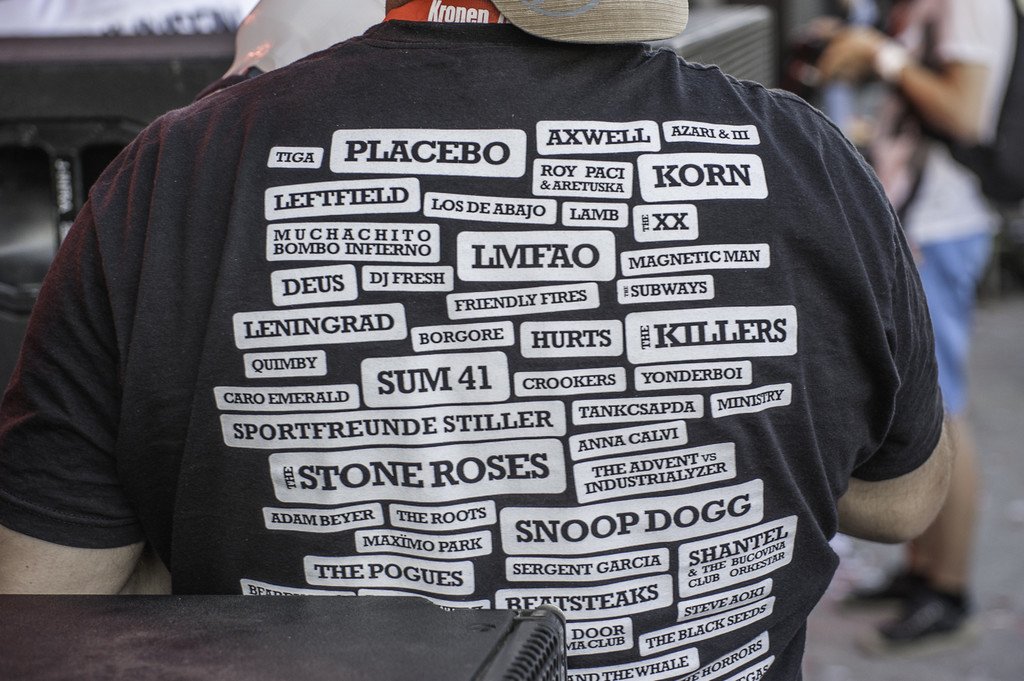 Kronen
TIGA
PLACEBO
AXWELL
AZARI & III
ROY PACI
& ARETUSKA
KORN
LEFTFIELD
LOS DE ABAJO
LAMB
THE XX
MUCHACHITO
BOMBO INFIERNO
LMFAO
MAGNETIC MAN
DEUS
DJ FRESH
FRIENDLY FIRES
THE SUBWAYS
LENINGRAD
BORGORE
HURTS
THE KILLERS
QUIMBY
SUM 41
CROOKERS
YONDERBOI
CARO EMERALD
TANKCSAPDA
MINISTRY
SPORTFREUNDE STILLER
ANNA CALVI
THE STONE ROSES
THE ADVENT VS
INDUSTRIALYZER
ADAM BEYER
THE ROOTS
SNOOP DOGG
MAXÏMO PARK
SERGENT GARCIA
SHANTEL
& THE BUCOVINA
CLUB ORKESTAR
THE POGUES
BEATSTEAKS
STEVE AOKI
DOOR
THE BLACK SEEDS
AND THE WHALE
HORRORS